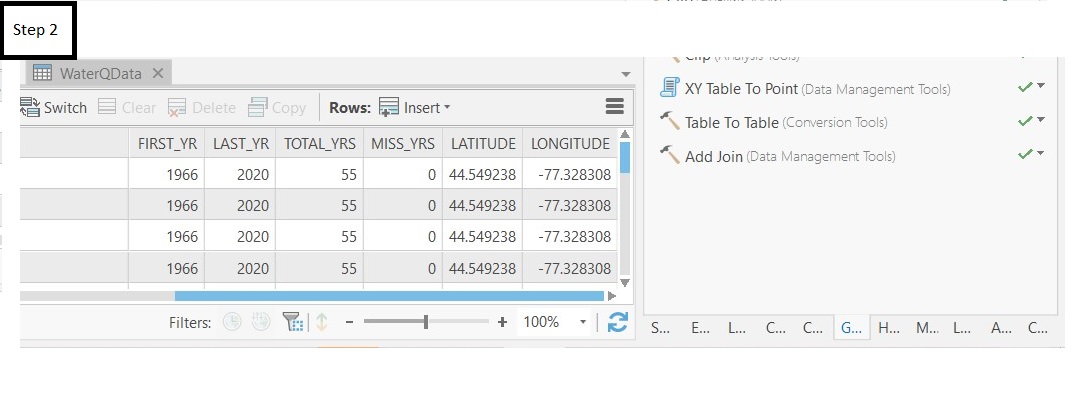 Step 2
WaterQData
Switch Clear Delete Copy Rows: Insert
FIRST_YR LAST_YR TOTAL_YRS MISS_YRS LATITUDE LONGITUDE
1966 2020 55 0 44.549238 -77.328308
1966 2020 55 0 44.549238 -77.328308
1966 2020 55 0 44.549238 -77.328308
1966 2020 55 0 44.549238 -77.328308
Filters: - + 100%
Clip (Analysis Tools)
XY Table To Point (Data Management Tools)
Table To Table (Conversion Tools)
Add Join (Data Management Tools)
S... E... L... C... C... G... H... M... L... A... C...